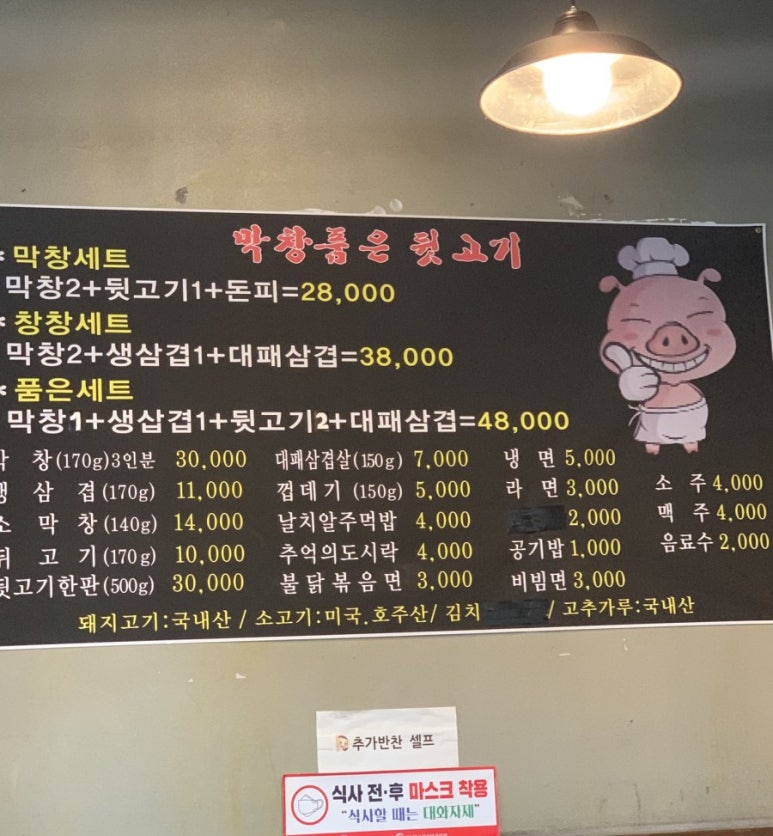 막창품은 뒷고기
* 막창세트
막창2+뒷고기1+돈피=28,000
* 창창세트
막창2+생삼겹1+대패삼겹=38,000
* 품은세트
막창1+생삽겹1+뒷고기2+대패삼겹=48,000
창(170g)3인분 30,000 대패삼겹살(150g) 7,000 냉 면 5,000
삼 겹(170g) 11,000 껍데기 (150g) 5,000 라 면 3,000 소 주 4,000
소 막 창(140g) 14,000 날치알주먹밥 4,000 2,000 맥 주 4,000
뒤 고 기(170g) 10,000 추억의도시락 4,000 공기밥 1,000 음료수 2,000
뒷고기한판(500g) 30,000 불닭볶음면 3,000 비빔면 3,000
돼지고기:국내산 / 소고기:미국.호주산/ 김치 / 고추가루:국내산
추가반찬 셀프
식사 전·후 마스크 착용
"식사할 때는 대화자제"